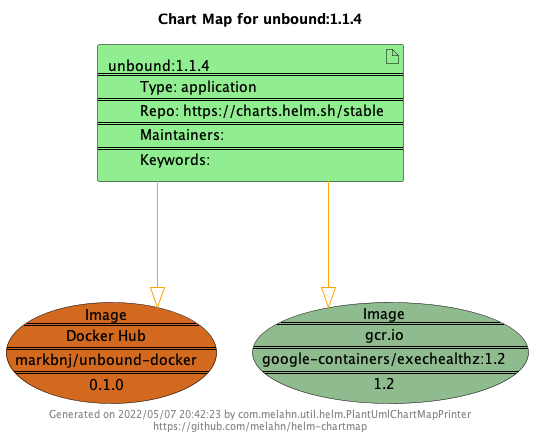 Chart Map for unbound:1.1.4
unbound:1.1.4
Type: application
Repo: https://charts.helm.sh/stable
Maintainers:
Keywords:
Image
Docker Hub
markbnj/unbound-docker
0.1.0
Image
gcr.io
google-containers/exechealthz:1.2
1.2
Generated on 2022/05/07 20:42:23 by com.melahn.util.helm.PlantUmlChartMapPrinter
https://github.com/melahn/helm-chartmap